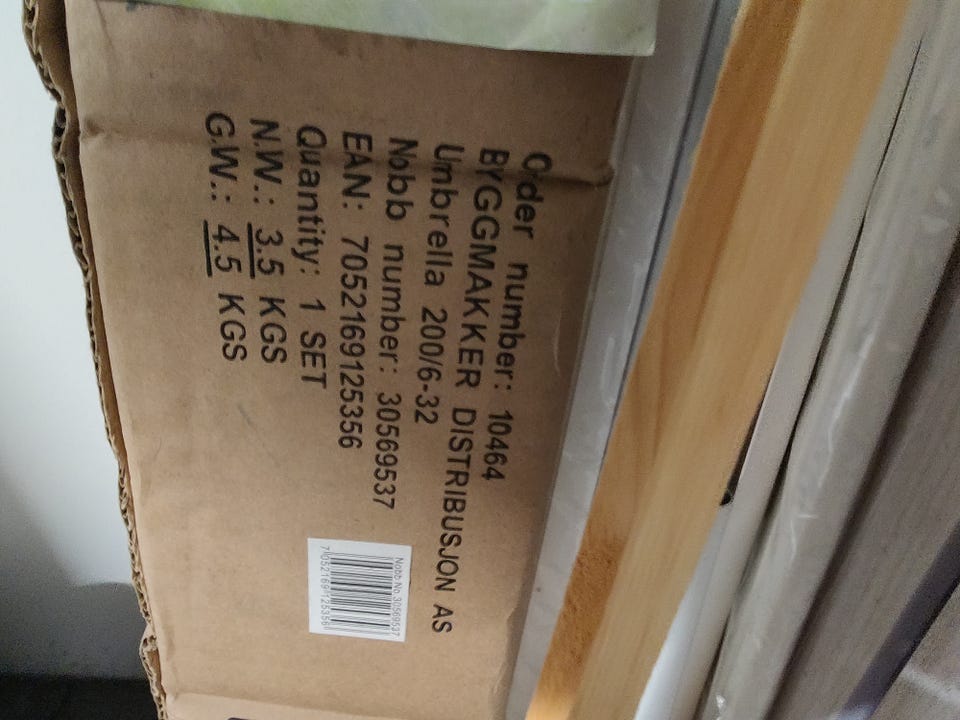 Order number: 10464
BYGGMAKKER DISTRIBUSJON AS
Umbrella 200/6-32
Nobb number: 30569537
EAN: 7052169125356
Quantity: 1 SET
N.W.: 3.5 KGS
G.W.: 4.5 KGS
Nobb No. 30569537
7052169125356